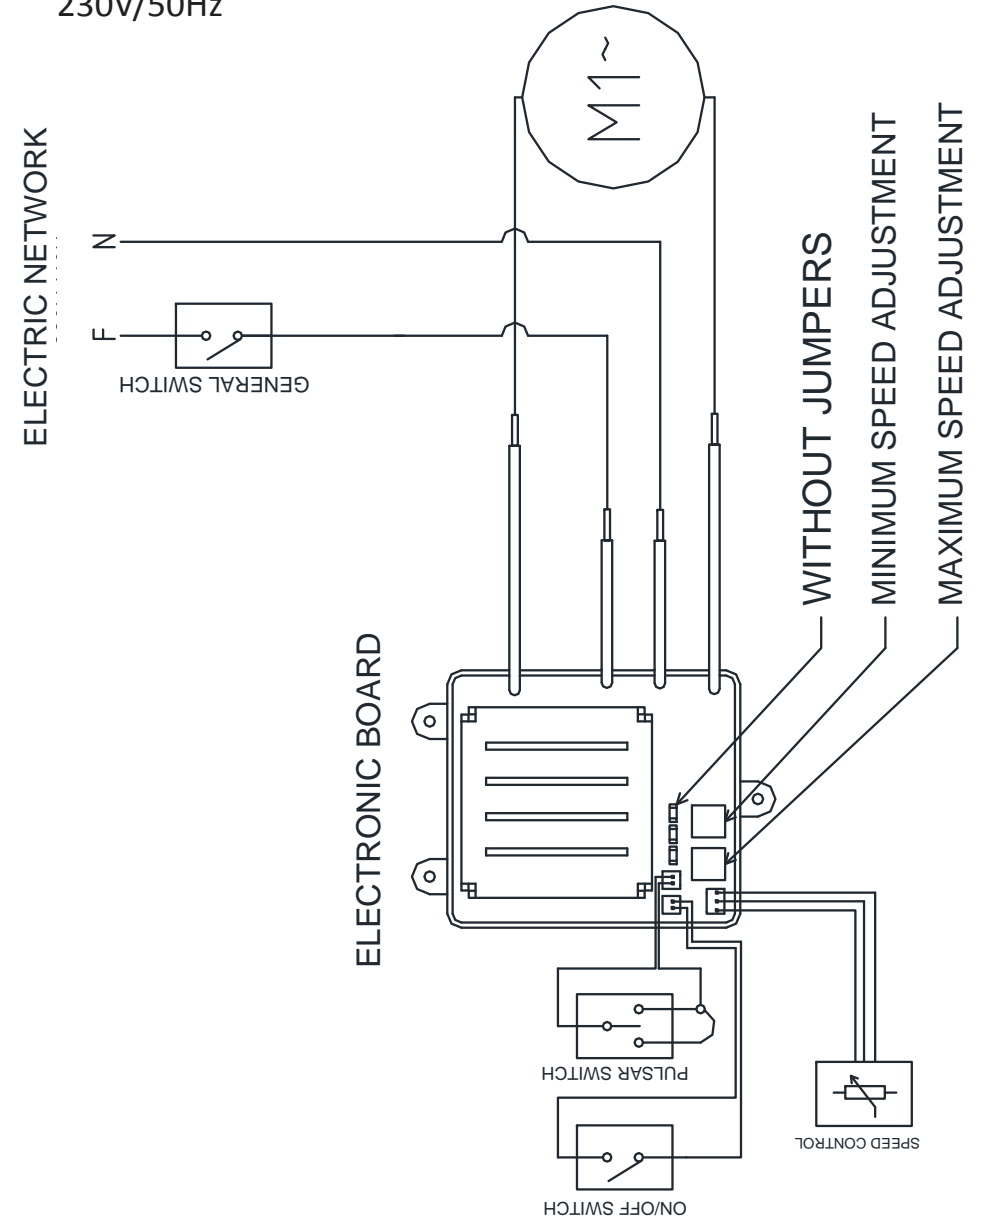 230V/50Hz
ELECTRIC NETWORK
F
N
GENERAL SWITCH
M1~
ELECTRONIC BOARD
WITHOUT JUMPERS
MINIMUM SPEED ADJUSTMENT
MAXIMUM SPEED ADJUSTMENT
PULSAR SWITCH
ON/OFF SWITCH
SPEED CONTROL